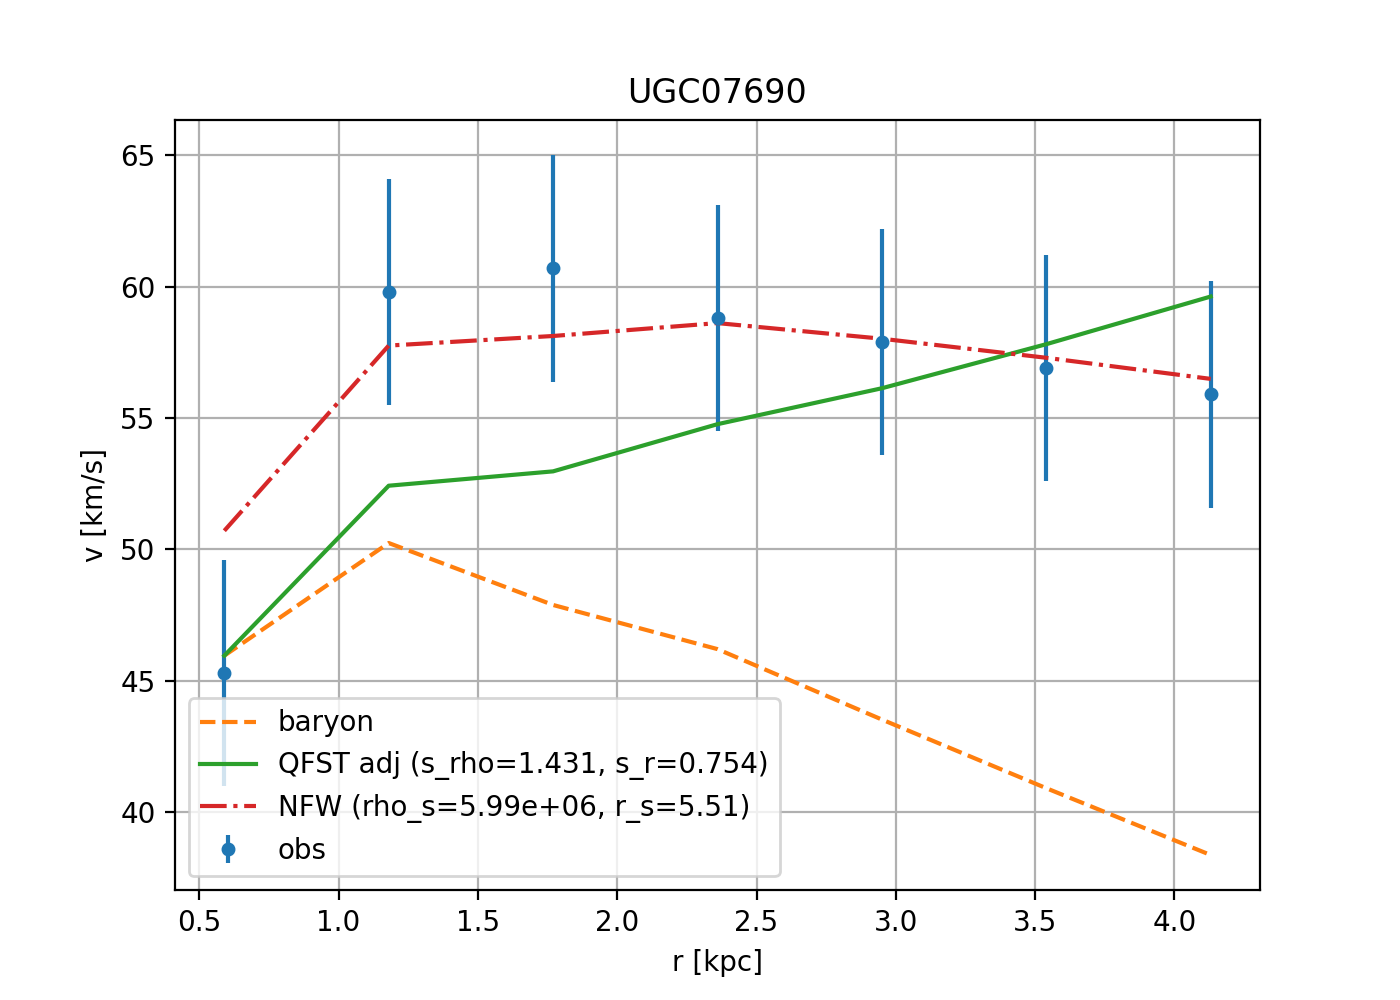 UGC07690
65
60
55
50
45
40
v [km/s]
baryon
QFST adj (s_rho=1.431, s_r=0.754)
NFW (rho_s=5.99e+06, r_s=5.51)
obs
0.5 1.0 1.5 2.0 2.5 3.0 3.5 4.0
r [kpc]